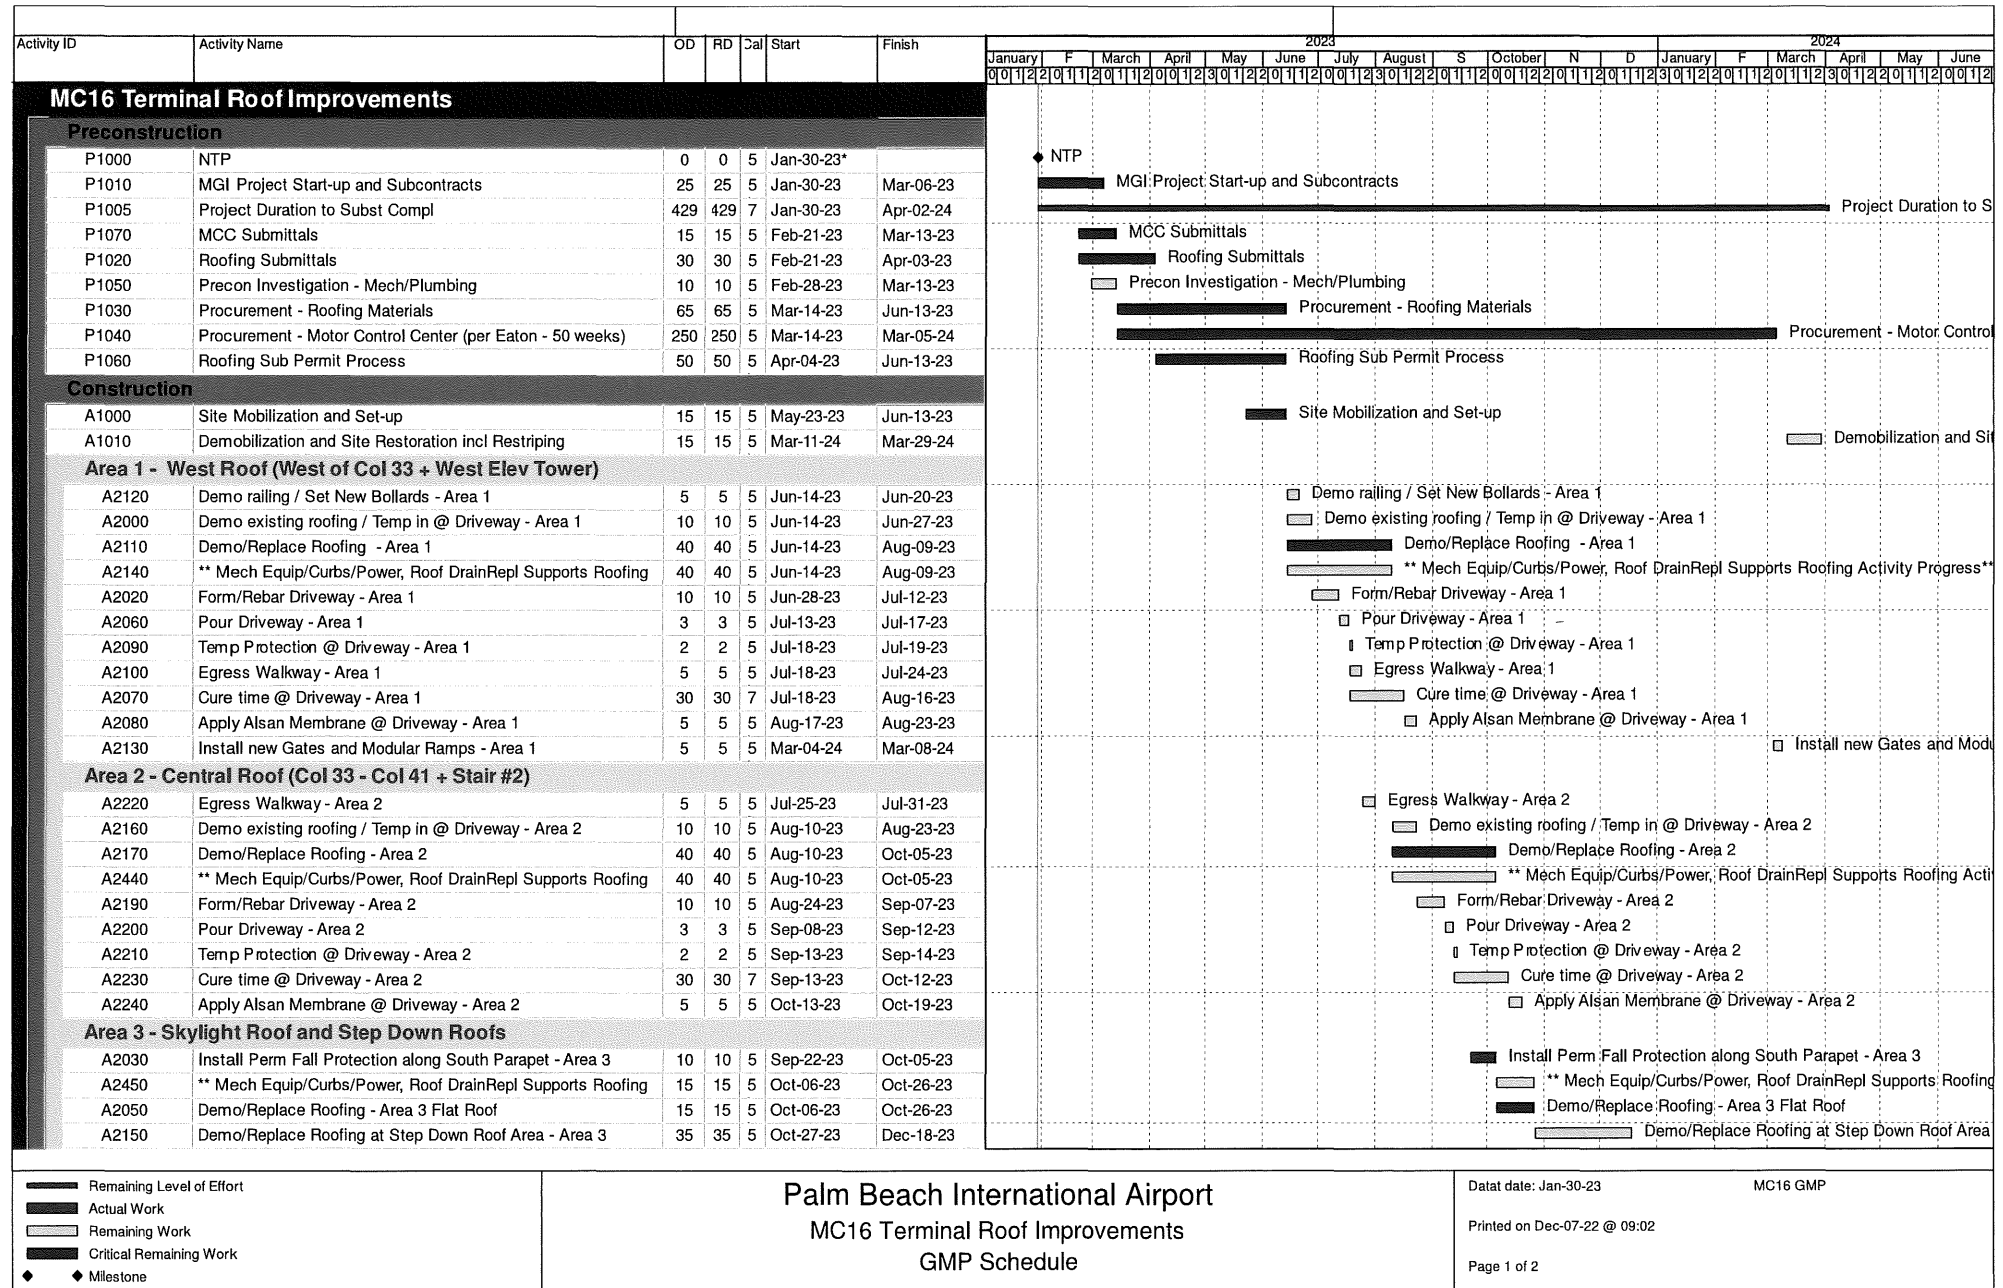 Activity ID Activity Name OD RD Cal Start Finish
2023 2024
January F March April May June July August S October N D January F March April May June
MC16 Terminal Roof Improvements
Preconstruction
P1000 NTP 0 0 5 Jan-30-23* NTP
P1010 MGI Project Start-up and Subcontracts 25 25 5 Jan-30-23 Mar-06-23 MGI Project Start-up and Subcontracts
P1005 Project Duration to Subst Compl 429 429 7 Jan-30-23 Apr-02-24 Project Duration to S
P1070 MCC Submittals 15 15 5 Feb-21-23 Mar-13-23 MCC Submittals
P1020 Roofing Submittals 30 30 5 Feb-21-23 Apr-03-23 Roofing Submittals
P1050 Precon Investigation - Mech/Plumbing 10 10 5 Feb-28-23 Mar-13-23 Precon Investigation - Mech/Plumbing
P1030 Procurement - Roofing Materials 65 65 5 Mar-14-23 Jun-13-23 Procurement - Roofing Materials
P1040 Procurement - Motor Control Center (per Eaton - 50 weeks) 250 250 5 Mar-14-23 Mar-05-24 Procurement - Motor Control
P1060 Roofing Sub Permit Process 50 50 5 Apr-04-23 Jun-13-23 Roofing Sub Permit Process
Construction
A1000 Site Mobilization and Set-up 15 15 5 May-23-23 Jun-13-23 Site Mobilization and Set-up
A1010 Demobilization and Site Restoration incl Restriping 15 15 5 Mar-11-24 Mar-29-24 Demobilization and Sit
Area 1 - West Roof (West of Col 33 + West Elev Tower)
A2120 Demo railing / Set New Bollards - Area 1 5 5 5 Jun-14-23 Jun-20-23 Demo railing / Set New Bollards - Area 1
A2000 Demo existing roofing / Temp in @ Driveway - Area 1 10 10 5 Jun-14-23 Jun-27-23 Demo existing roofing / Temp in @ Driveway - Area 1
A2110 Demo/Replace Roofing - Area 1 40 40 5 Jun-14-23 Aug-09-23 Demo/Replace Roofing - Area 1
A2140 ** Mech Equip/Curbs/Power, Roof DrainRepl Supports Roofing 40 40 5 Jun-14-23 Aug-09-23 ** Mech Equip/Curbs/Power, Roof DrainRepl Supports Roofing Activity Progress**
A2020 Form/Rebar Driveway - Area 1 10 10 5 Jun-28-23 Jul-12-23 Form/Rebar Driveway - Area 1
A2060 Pour Driveway - Area 1 3 3 5 Jul-13-23 Jul-17-23 Pour Driveway - Area 1
A2090 Temp Protection @ Driveway - Area 1 2 2 5 Jul-18-23 Jul-19-23 Temp Protection @ Driveway - Area 1
A2100 Egress Walkway - Area 1 5 5 5 Jul-18-23 Jul-24-23 Egress Walkway - Area 1
A2070 Cure time @ Driveway - Area 1 30 30 7 Jul-18-23 Aug-16-23 Cure time @ Driveway - Area 1
A2080 Apply Alsan Membrane @ Driveway - Area 1 5 5 5 Aug-17-23 Aug-23-23 Apply Alsan Membrane @ Driveway - Area 1
A2130 Install new Gates and Modular Ramps - Area 1 5 5 5 Mar-04-24 Mar-08-24 Install new Gates and Modu
Area 2 - Central Roof (Col 33 - Col 41 + Stair #2)
A2220 Egress Walkway - Area 2 5 5 5 Jul-25-23 Jul-31-23 Egress Walkway - Area 2
A2160 Demo existing roofing / Temp in @ Driveway - Area 2 10 10 5 Aug-10-23 Aug-23-23 Demo existing roofing / Temp in @ Driveway - Area 2
A2170 Demo/Replace Roofing - Area 2 40 40 5 Aug-10-23 Oct-05-23 Demo/Replace Roofing - Area 2
A2440 ** Mech Equip/Curbs/Power, Roof DrainRepl Supports Roofing 40 40 5 Aug-10-23 Oct-05-23 ** Mech Equip/Curbs/Power, Roof DrainRepl Supports Roofing Acti
A2190 Form/Rebar Driveway - Area 2 10 10 5 Aug-24-23 Sep-07-23 Form/Rebar Driveway - Area 2
A2200 Pour Driveway - Area 2 3 3 5 Sep-08-23 Sep-12-23 Pour Driveway - Area 2
A2210 Temp Protection @ Driveway - Area 2 2 2 5 Sep-13-23 Sep-14-23 Temp Protection @ Driveway - Area 2
A2230 Cure time @ Driveway - Area 2 30 30 7 Sep-13-23 Oct-12-23 Cure time @ Driveway - Area 2
A2240 Apply Alsan Membrane @ Driveway - Area 2 5 5 5 Oct-13-23 Oct-19-23 Apply Alsan Membrane @ Driveway - Area 2
Area 3 - Skylight Roof and Step Down Roofs
A2030 Install Perm Fall Protection along South Parapet - Area 3 10 10 5 Sep-22-23 Oct-05-23 Install Perm Fall Protection along South Parapet - Area 3
A2450 ** Mech Equip/Curbs/Power, Roof DrainRepl Supports Roofing 15 15 5 Oct-06-23 Oct-26-23 ** Mech Equip/Curbs/Power, Roof DrainRepl Supports Roofing
A2050 Demo/Replace Roofing - Area 3 Flat Roof 15 15 5 Oct-06-23 Oct-26-23 Demo/Replace Roofing - Area 3 Flat Roof
A2150 Demo/Replace Roofing at Step Down Roof Area - Area 3 35 35 5 Oct-27-23 Dec-18-23 Demo/Replace Roofing at Step Down Roof Area
Remaining Level of Effort
Actual Work
Remaining Work
Critical Remaining Work
Milestone
Palm Beach International Airport
MC16 Terminal Roof Improvements
GMP Schedule
Datat date: Jan-30-23 MC16 GMP
Printed on Dec-07-22 @ 09:02
Page 1 of 2